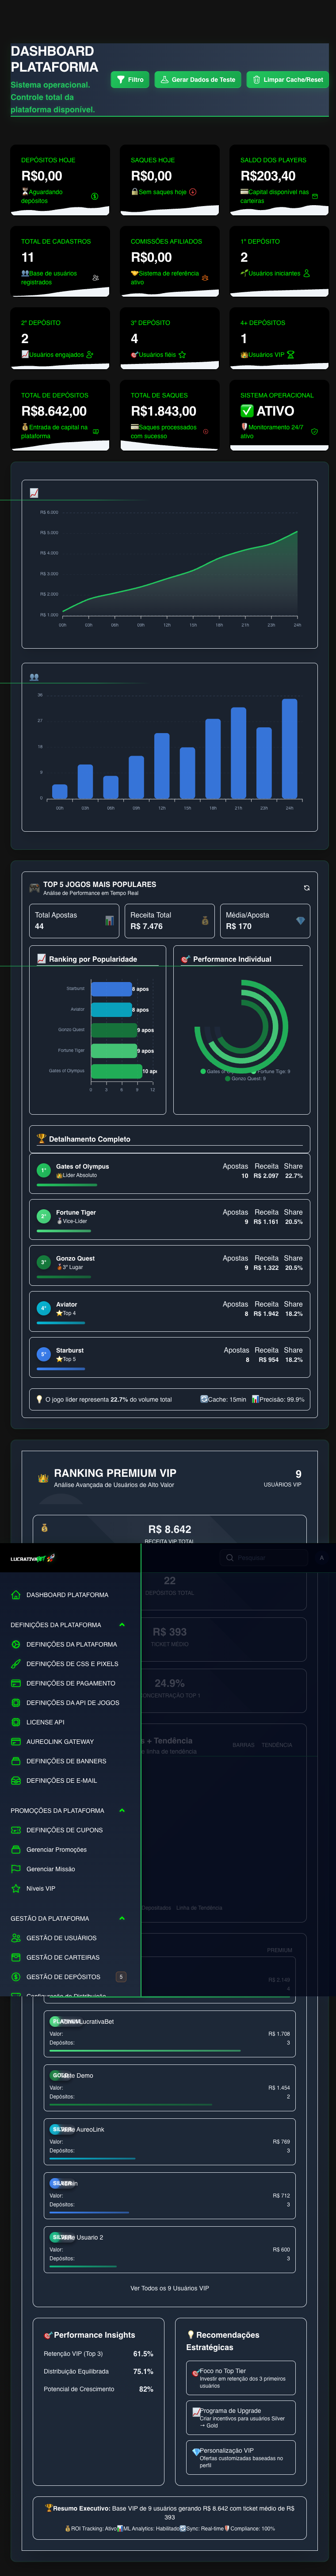 DASHBOARD
PLATAFORMA
Sistema operacional.
Controle total da
plataforma disponível.
Filtro
Gerar Dados de Teste
Limpar Cache/Reset
DEPÓSITOS HOJE
R$0,00
Aguardando
depósitos
SAQUES HOJE
R$0,00
Sem saques hoje
SALDO DOS PLAYERS
R$203,40
Capital disponível nas
carteiras
TOTAL DE CADASTROS
11
Base de usuários
registrados
COMISSÕES AFILIADOS
R$0,00
Sistema de referência
ativo
1º DEPÓSITO
2
Usuários iniciantes
2º DEPÓSITO
2
Usuários engajados
3º DEPÓSITO
4
Usuários fiéis
4+ DEPÓSITOS
1
Usuários VIP
TOTAL DE DEPÓSITOS
R$8.642,00
Entrada de capital na
plataforma
TOTAL DE SAQUES
R$1.843,00
Saques processados
com sucesso
SISTEMA OPERACIONAL
✅ ATIVO
Monitoramento 24/7
ativo
R$ 6.000
R$ 5.000
R$ 4.000
R$ 3.000
R$ 2.000
R$ 1.000
00h 03h 06h 09h 12h 15h 18h 21h 23h 24h
36
27
18
9
0
00h 03h 06h 09h 12h 15h 18h 21h 23h 24h
TOP 5 JOGOS MAIS POPULARES
Análise de Performance em Tempo Real
Total Apostas
44
Receita Total
R$ 7.476
Média/Aposta
R$ 170
Ranking por Popularidade
Starburst 8 apos
Aviator 8 apos
Gonzo Quest 9 apos
Fortune Tiger 9 apos
Gates of Olympus 10 apo
0 3 6 9 12
Performance Individual
Gates of Fortune Tige: 9
Gonzo Quest: 9
Detalhamento Completo
1° Gates of Olympus
Líder Absoluto
Apostas Receita Share
10 R$ 2.097 22.7%
2° Fortune Tiger
Vice-Líder
Apostas Receita Share
9 R$ 1.161 20.5%
3° Gonzo Quest
3° Lugar
Apostas Receita Share
9 R$ 1.322 20.5%
4° Aviator
Top 4
Apostas Receita Share
8 R$ 1.942 18.2%
5° Starburst
Top 5
Apostas Receita Share
8 R$ 954 18.2%
O jogo líder representa 22.7% do volume total
Cache: 15min Precisão: 99.9%
RANKING PREMIUM VIP
Análise Avançada de Usuários de Alto Valor
9
USUÁRIOS VIP
R$ 8.642
RECEITA VIP TOTAL
LUCRATIVABET
Pesquisar
A
22
DEPÓSITOS TOTAL
R$ 393
TICKET MÉDIO
24.9%
CONCENTRAÇÃO TOP 1
s + Tendência
linha de tendência
BARRAS TENDÊNCIA
Depositados Linha de Tendência
PREMIUM
R$ 2.149
4
DASHBOARD PLATAFORMA
DEFINIÇÕES DA PLATAFORMA
DEFINIÇÕES DA PLATAFORMA
DEFINIÇÕES DE CSS E PIXELS
DEFINIÇÕES DE PAGAMENTO
DEFINIÇÕES DA API DE JOGOS
LICENSE API
AUREOLINK GATEWAY
DEFINIÇÕES DE BANNERS
DEFINIÇÕES DE E-MAIL
PROMOÇÕES DA PLATAFORMA
DEFINIÇÕES DE CUPONS
Gerenciar Promoções
Gerenciar Missão
Níveis VIP
GESTÃO DA PLATAFORMA
GESTÃO DE USUÁRIOS
GESTÃO DE CARTEIRAS
GESTÃO DE DEPÓSITOS 5
PLATINUM LucrativaBet
Valor: R$ 1.708
Depósitos: 3
GOLD Demo
Valor: R$ 1.454
Depósitos: 2
SILVER AureoLink
Valor: R$ 769
Depósitos: 3
SILVER
Valor: R$ 712
Depósitos: 3
SILVER Usuario 2
Valor: R$ 600
Depósitos: 3
Ver Todos os 9 Usuários VIP
Performance Insights
Retenção VIP (Top 3) 61.5%
Distribuição Equilibrada 75.1%
Potencial de Crescimento 82%
Recomendações
Estratégicas
Foco no Top Tier
Investir em retenção dos 3 primeiros
usuários
Programa de Upgrade
Criar incentivos para usuários Silver
→ Gold
Personalização VIP
Ofertas customizadas baseadas no
perfil
Resumo Executivo: Base VIP de 9 usuários gerando R$ 8.642 com ticket médio de R$
393
ROI Tracking: Ativo ML Analytics: Habilitado Sync: Real-time Compliance: 100%